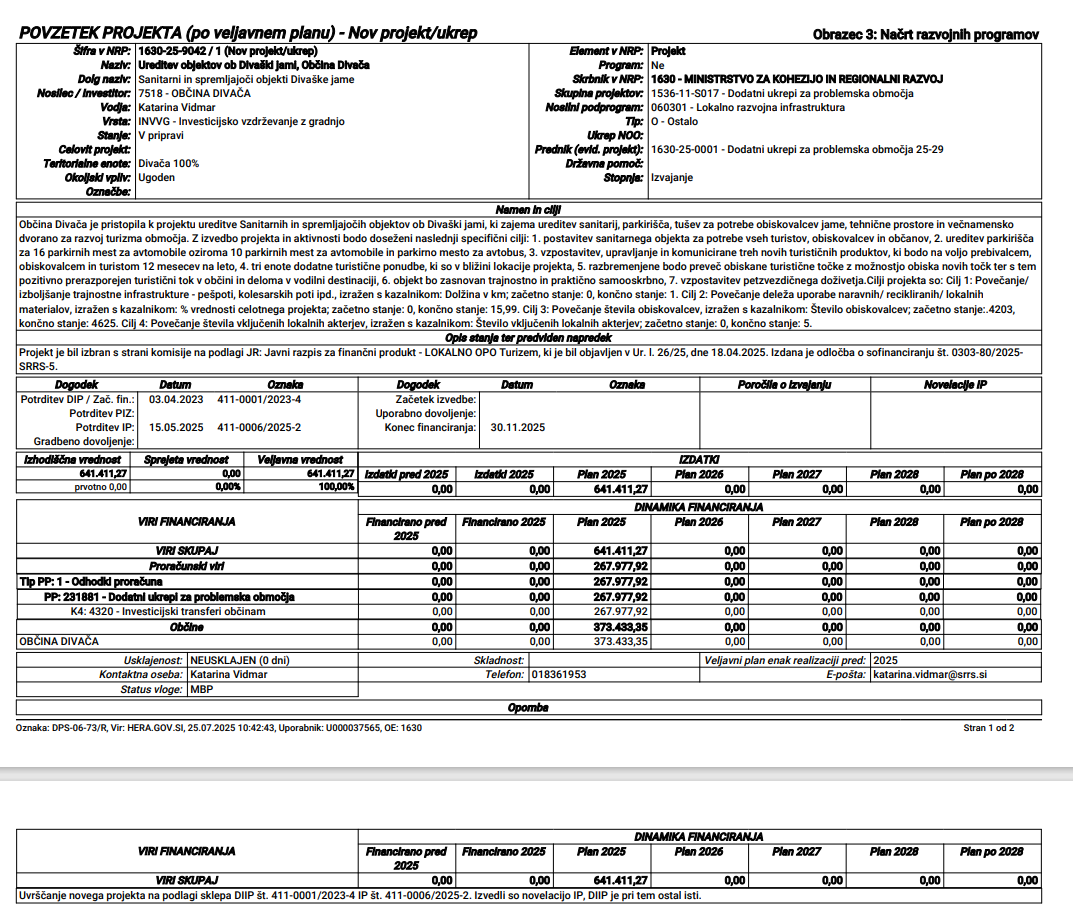 POVZETEK PROJEKTA (po veljavnem planu) - Nov projekt/ukrep
Obrazec 3: Načrt razvojnih programov
Šifra v NRP: 1630-25-9042 / 1 (Nov projekt/ukrep)
Naziv: Ureditev objektov ob Divaški jami, Občina Divača
Dolg naziv: Sanitarni in spremljajoči objekti Divaške jame
Nosilec / Investitor: 7518 - OBČINA DIVAČA
Vodja: Katarina Vidmar
Vrsta: INVVG - Investicijsko vzdrževanje z gradnjo
Stanje: V pripravi
Celovit projekt:
Teritorialne enote: Divača 100%
Okoljski vpliv: Ugoden
Označbe:
Element v NRP: Projekt
Program: Ne
Skrbnik v NRP: 1630 - MINISTRSTVO ZA KOHEZIJO IN REGIONALNI RAZVOJ
Skupina projektov: 1536-11-S017 - Dodatni ukrepi za problemska območja
Nosilni podprogram: 060301 - Lokalno razvojna infrastruktura
Tip: O - Ostalo
Ukrep NOO:
Prednik (evid. projekt): 1630-25-0001 - Dodatni ukrepi za problemska območja 25-29
Državna pomoč:
Stopnja: Izvajanje
Namen in cilji
Občina Divača je pristopila k projektu ureditve Sanitarnih in spremljajočih objektov ob Divaški jami, ki zajema ureditev sanitarij, parkirišča, tušev za potrebe obiskovalcev jame, tehnične prostore in večnamensko
dvorano za razvoj turizma območja. Z izvedbo projekta in aktivnosti bodo doseženi naslednji specifični cilji: 1. postavitev sanitarnega objekta za potrebe vseh turistov, obiskovalcev in občanov, 2. ureditev parkirišča
za 16 parkirnih mest za avtomobile oziroma 10 parkirnih mest za avtomobile in parkirno mesto za avtobus, 3. vzpostavitev, upravljanje in komunicirane treh novih turističnih produktov, ki bodo na voljo prebivalcem,
obiskovalcem in turistom 12 mesecev na leto, 4. tri enote dodatne turistične ponudbe, ki so v bližini lokacije projekta, 5. razbremenjene bodo preveč obiskane turistične točke z možnostjo obiska novih točk ter s tem
pozitivno prerazporejen turistični tok v občini in deloma v vodilni destinaciji, 6. objekt bo zasnovan trajnostno in praktično samooskrbno, 7. vzpostavitev petzvezdičnega doživetja.Cilji projekta so: Cilj 1: Povečanje/
izboljšanje trajnostne infrastrukture - pešpoti, kolesarskih poti ipd., izražen s kazalnikom: Dolžina v km; začetno stanje: 0, končno stanje: 1. Cilj 2: Povečanje deleža uporabe naravnih/ recikliranih/ lokalnih
materialov, izražen s kazalnikom: % vrednosti celotnega projekta; začetno stanje: 0, končno stanje: 15,99. Cilj 3: Povečanje števila obiskovalcev, izražen s kazalnikom: Število obiskovalcev; začetno stanje:.4203,
končno stanje: 4625. Cilj 4: Povečanje števila vključenih lokalnih akterjev, izražen s kazalnikom: Število vključenih lokalnih akterjev; začetno stanje: 0, končno stanje: 5.
Opis stanja ter predviden napredek
Projekt je bil izbran s strani komisije na podlagi JR: Javni razpis za finančni produkt - LOKALNO OPO Turizem, ki je bil objavljen v Ur. l. 26/25, dne 18.04.2025. Izdana je odločba o sofinanciranju št. 0303-80/2025-
SRRS-5.
Dogodek Datum Oznaka Dogodek Datum Oznaka Poročila o izvajanju Novelacije IP
Potrditev DIP / Zač. fin.: 03.04.2023 411-0001/2023-4 Začetek izvedbe:
Potrditev PIZ: Uporabno dovoljenje:
Potrditev IP: 15.05.2025 411-0006/2025-2 Konec financiranja: 30.11.2025
Gradbeno dovoljenje:
Izhodiščna vrednost Sprejeta vrednost Veljavna vrednost IZDATKI
641.411,27 0,00 641.411,27 Izdatki pred 2025 Izdatki 2025 Plan 2025 Plan 2026 Plan 2027 Plan 2028 Plan po 2028
prvotno 0,00 0,00% 100,00% 0,00 0,00 641.411,27 0,00 0,00 0,00 0,00
DINAMIKA FINANCIRANJA
VIRI FINANCIRANJA Financirano pred 2025 Financirano 2025 Plan 2025 Plan 2026 Plan 2027 Plan 2028 Plan po 2028
VIRI SKUPAJ 0,00 0,00 641.411,27 0,00 0,00 0,00 0,00
Proračunski viri 0,00 0,00 267.977,92 0,00 0,00 0,00 0,00
Tip PP: 1 - Odhodki proračuna 0,00 0,00 267.977,92 0,00 0,00 0,00 0,00
PP: 231881 - Dodatni ukrepi za problemska območja 0,00 0,00 267.977,92 0,00 0,00 0,00 0,00
K4: 4320 - Investicijski transferi občinam 0,00 0,00 267.977,92 0,00 0,00 0,00 0,00
Občine 0,00 0,00 373.433,35 0,00 0,00 0,00 0,00
OBČINA DIVAČA 0,00 0,00 373.433,35 0,00 0,00 0,00 0,00
Usklajenost: NEUSKLAJEN (0 dni) Skladnost: Veljavni plan enak realizaciji pred: 2025
Kontaktna oseba: Katarina Vidmar Telefon: 018361953 E-pošta: katarina.vidmar@srrs.si
Status vloge: MBP
Opomba
Oznaka: DPS-06-73/R, Vir: HERA.GOV.SI, 25.07.2025 10:42:43, Uporabnik: U000037565, OE: 1630
Stran 1 od 2
DINAMIKA FINANCIRANJA
VIRI FINANCIRANJA Financirano pred 2025 Financirano 2025 Plan 2025 Plan 2026 Plan 2027 Plan 2028 Plan po 2028
VIRI SKUPAJ 0,00 0,00 641.411,27 0,00 0,00 0,00 0,00
Uvrščanje novega projekta na podlagi sklepa DIIP št. 411-0001/2023-4 IP št. 411-0006/2025-2. Izvedli so novelacijo IP, DIIP je pri tem ostal isti.